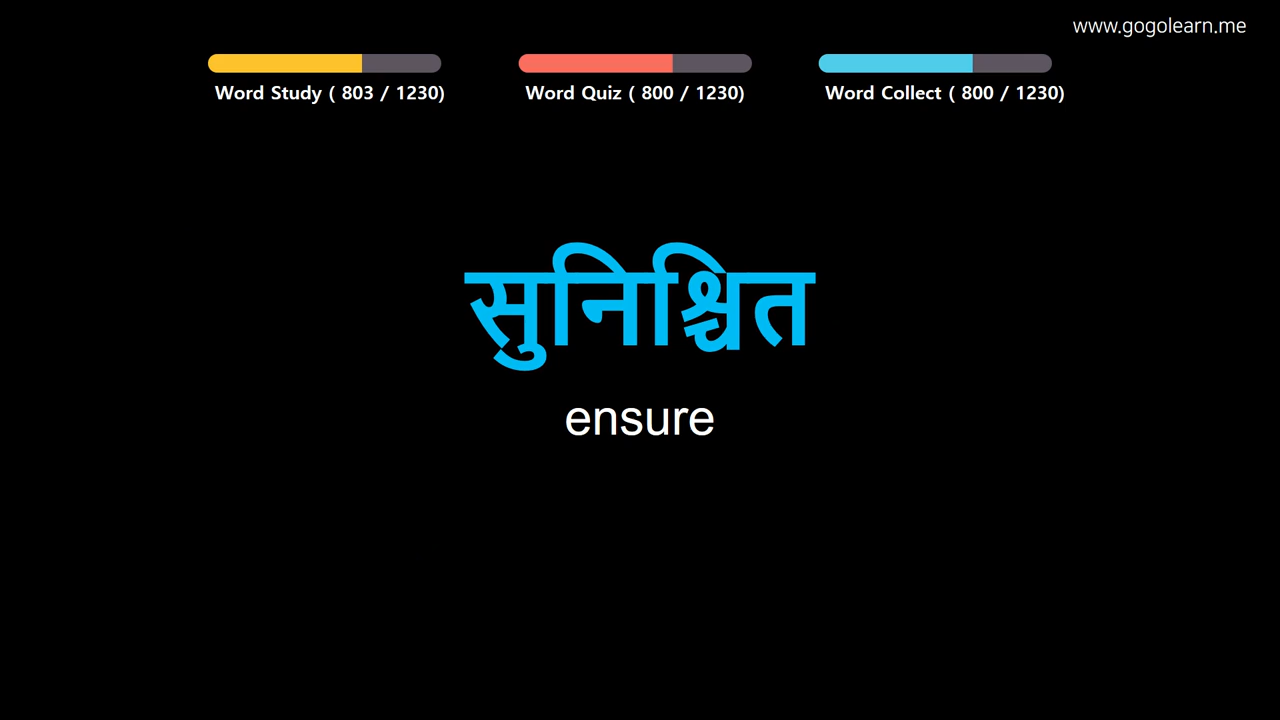 www.gogolearn.me
Word Study ( 803 / 1230)
Word Quiz ( 800 / 1230)
Word Collect ( 800 / 1230)
सुनिश्चित
ensure